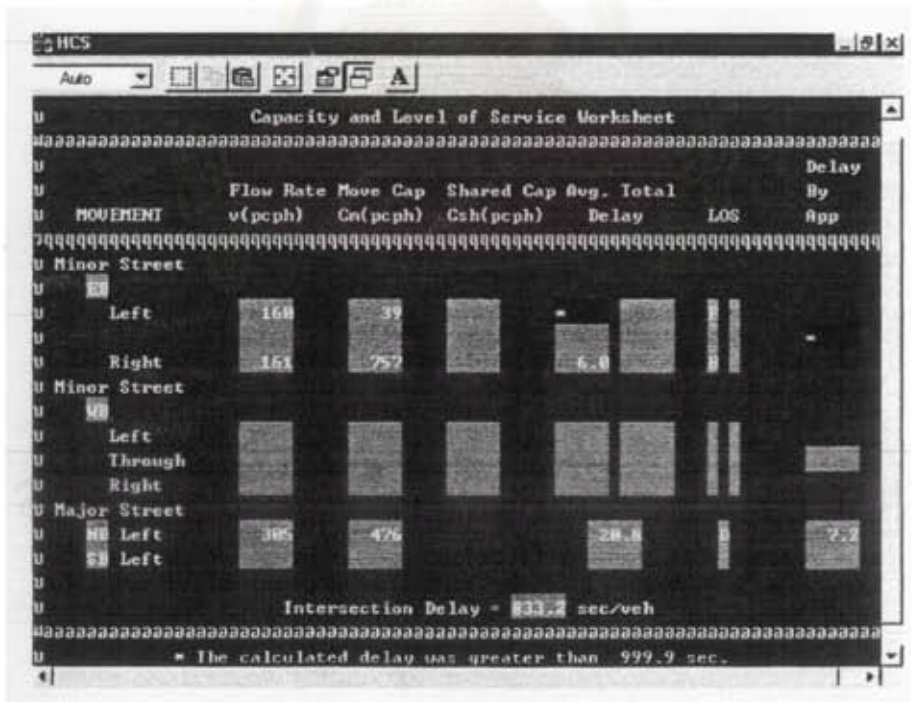 HCS
Auto
A
Capacity and Level of Service Worksheet
Delay
Flow Rate Move Cap Shared Cap Avg. Total By
MOVEMENT v(pcph) Cm(pcph) Csh(pcph) Delay LOS App
Minor Street
EB
Left 160 39 * F
*
Right 161 757 6.0 B
Minor Street
WB
Left
Through
Right
Major Street
NB Left 305 476 20.8 D 7.2
SB Left
Intersection Delay = 833.2 sec/veh
* The calculated delay was greater than 999.9 sec.